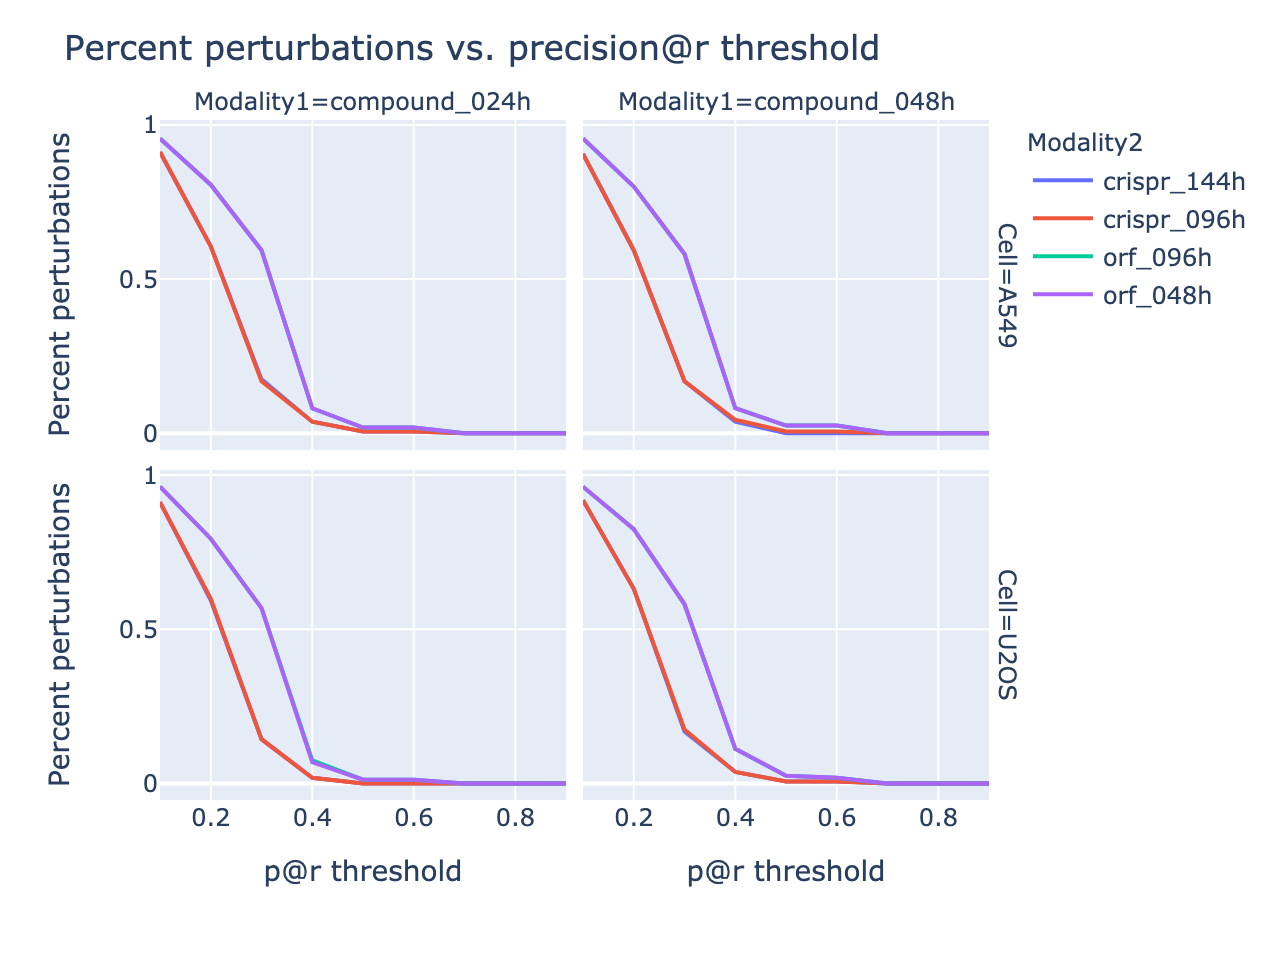 Percent perturbations vs. precision@r threshold
Modality1=compound_024h
Modality1=compound_048h
Modality2
crispr_144h
crispr_096h
orf_096h
orf_048h
Percent perturbations
1
0.5
0
Cell=A549
Percent perturbations
1
0.5
0
Cell=U2OS
0.2 0.4 0.6 0.8
0.2 0.4 0.6 0.8
p@r threshold
p@r threshold